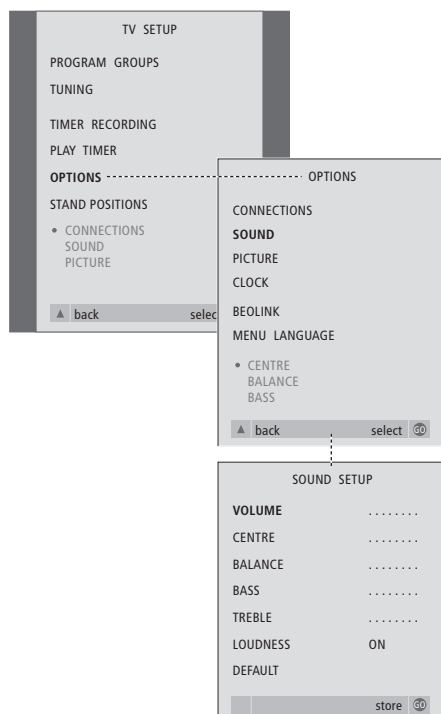 TV SETUP
PROGRAM GROUPS
TUNING
TIMER RECORDING
PLAY TIMER
OPTIONS
STAND POSITIONS
• CONNECTIONS
SOUND
PICTURE
▲ back selec
OPTIONS
CONNECTIONS
SOUND
PICTURE
CLOCK
BEOLINK
MENU LANGUAGE
• CENTRE
BALANCE
BASS
▲ back select GO
SOUND SETUP
VOLUME ........
CENTRE ........
BALANCE ........
BASS ........
TREBLE ........
LOUDNESS ON
DEFAULT
store GO